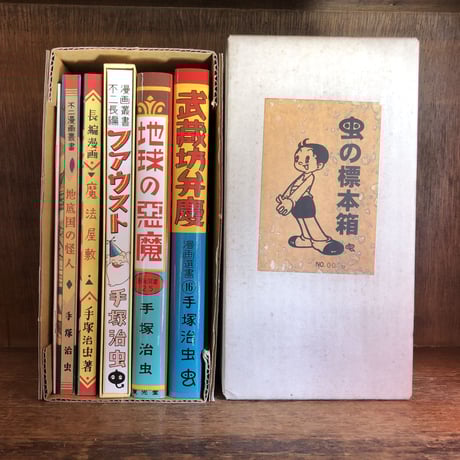 不二漫画叢書
地底国の怪人
手塚治虫
長編漫画
魔法屋敷
手塚治虫著
漫画叢書
不二長編
ファウスト
手塚治虫
地球の悪魔
手塚治虫
武蔵坊弁慶
漫画選書
16
手塚治虫
虫の標本箱
NO.00